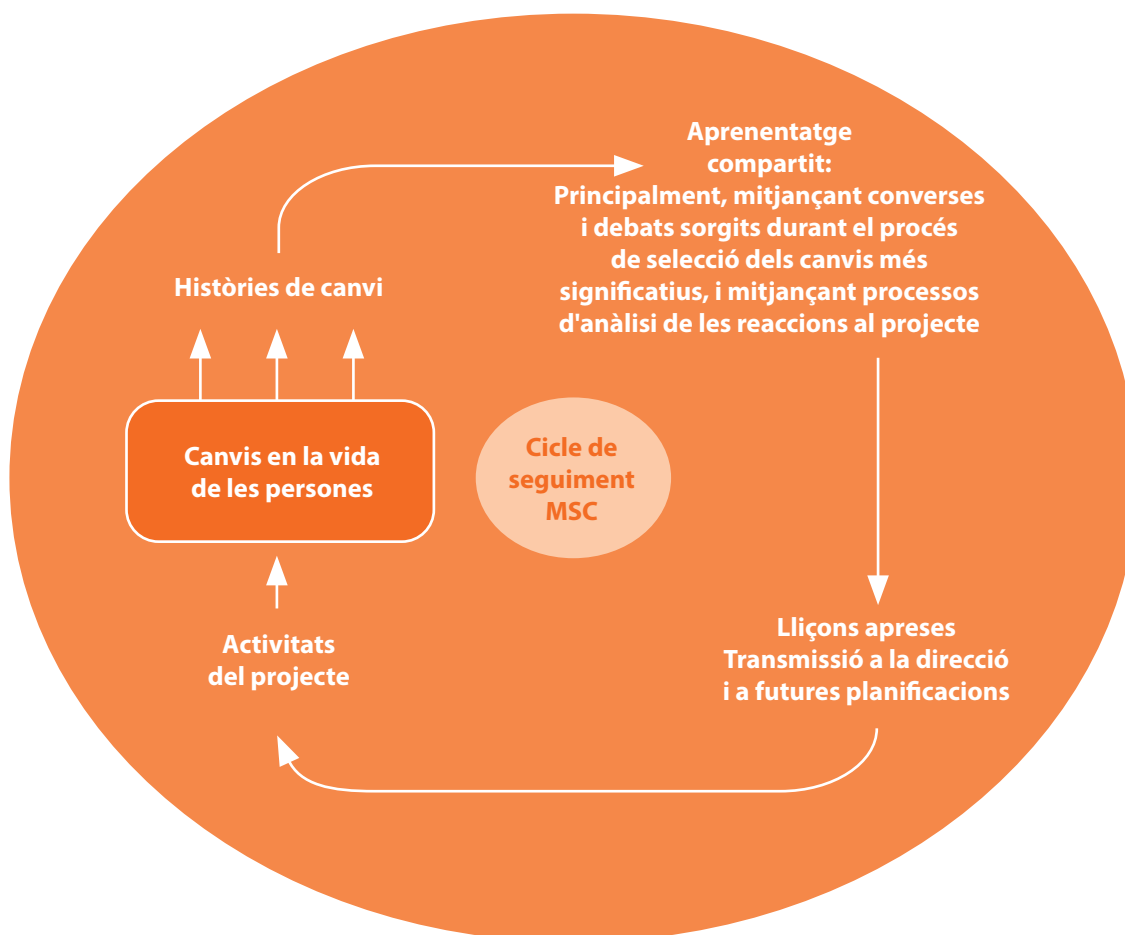 Aprenentatge
compartit:
Principalment, mitjançant converses
i debats sorgits durant el procés
de selecció dels canvis més
significatius, i mitjançant processos
d'anàlisi de les reaccions al projecte
Històries de canvi
Canvis en la vida
de les persones
Cicle de
seguiment
MSC
Activitats
del projecte
Lliçons apreses
Transmissió a la direcció
i a futures planificacions